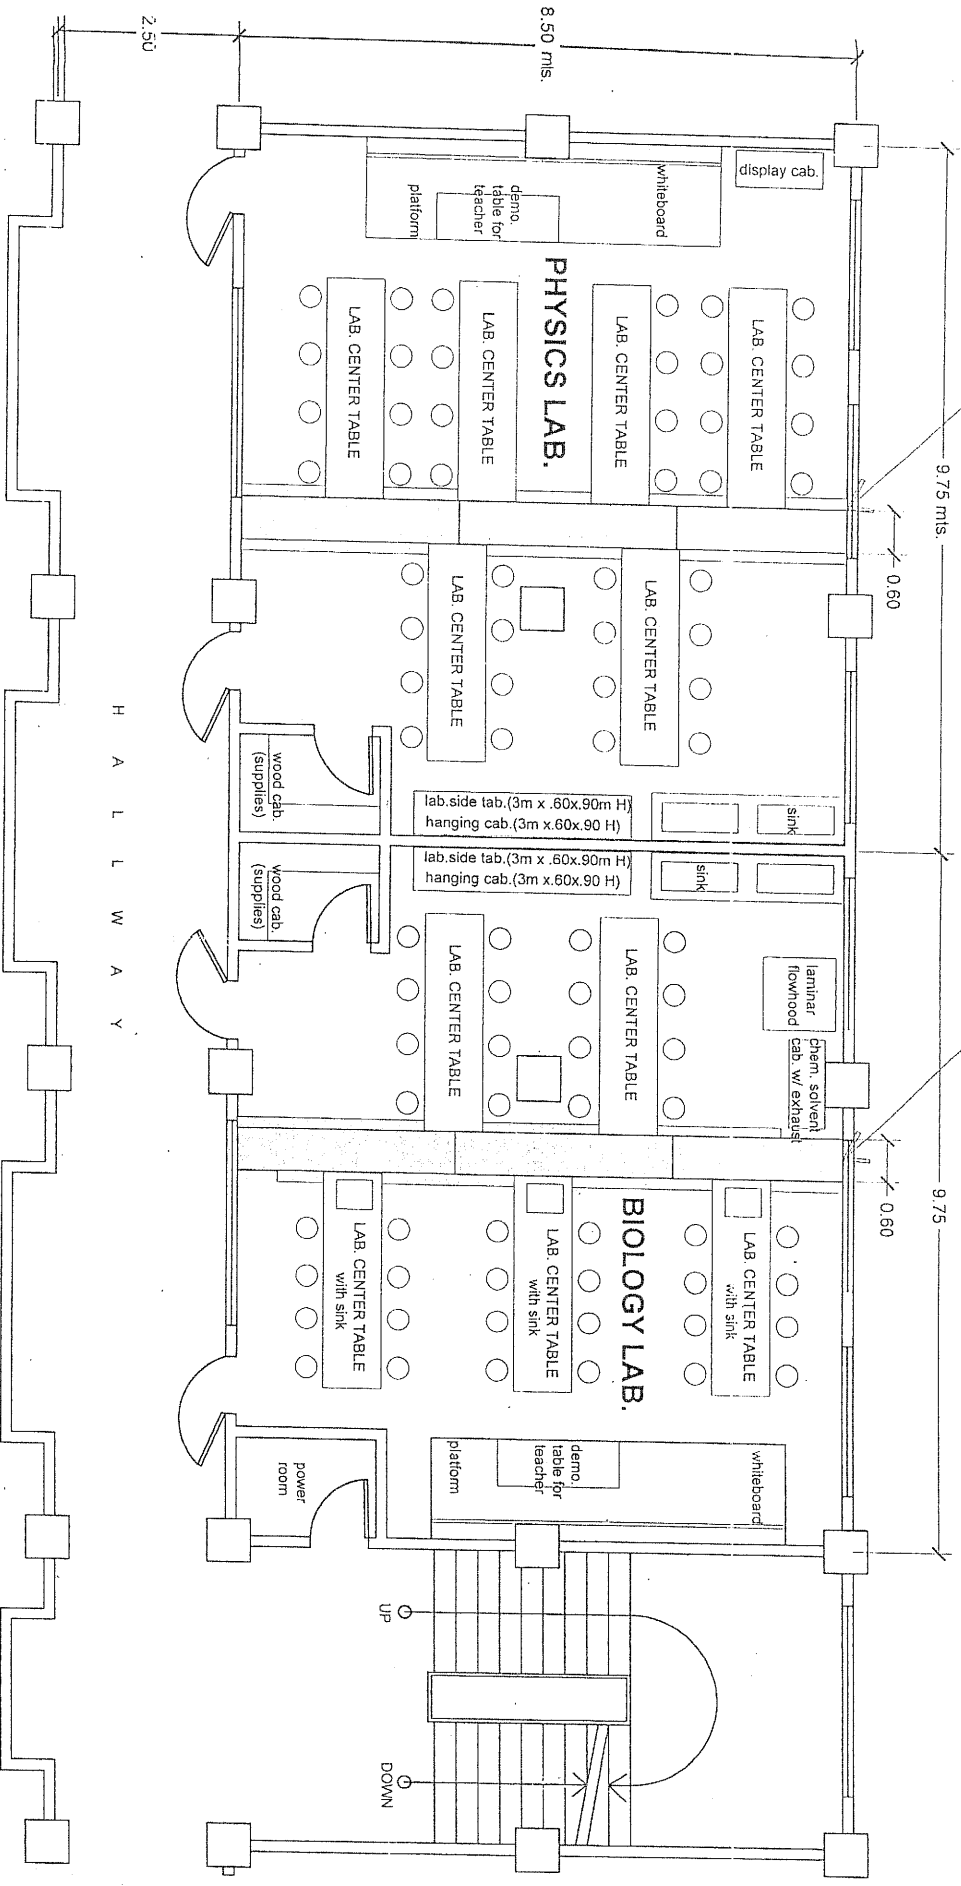 8.50 mts.
2.50
9.75 mts.
0.60
9.75
0.60
display cab.
whiteboard
demo.
table for
teacher
platform
PHYSICS LAB.
LAB. CENTER TABLE
LAB. CENTER TABLE
LAB. CENTER TABLE
LAB. CENTER TABLE
LAB. CENTER TABLE
LAB. CENTER TABLE
wood cab.
(supplies)
lab.side tab.(3m x .60x.90m H)
hanging cab.(3m x.60x.90 H)
sink
lab.side tab.(3m x .60x.90m H)
hanging cab.(3m x.60x.90 H)
sink
wood cab.
(supplies)
LAB. CENTER TABLE
LAB. CENTER TABLE
laminar
flowhood
chem. solvent
cab. w/ exhaust
BIOLOGY LAB.
LAB. CENTER TABLE
with sink
LAB. CENTER TABLE
with sink
LAB. CENTER TABLE
with sink
whiteboard
demo.
table for
teacher
platform
power
room
UP
DOWN
HALLWAY